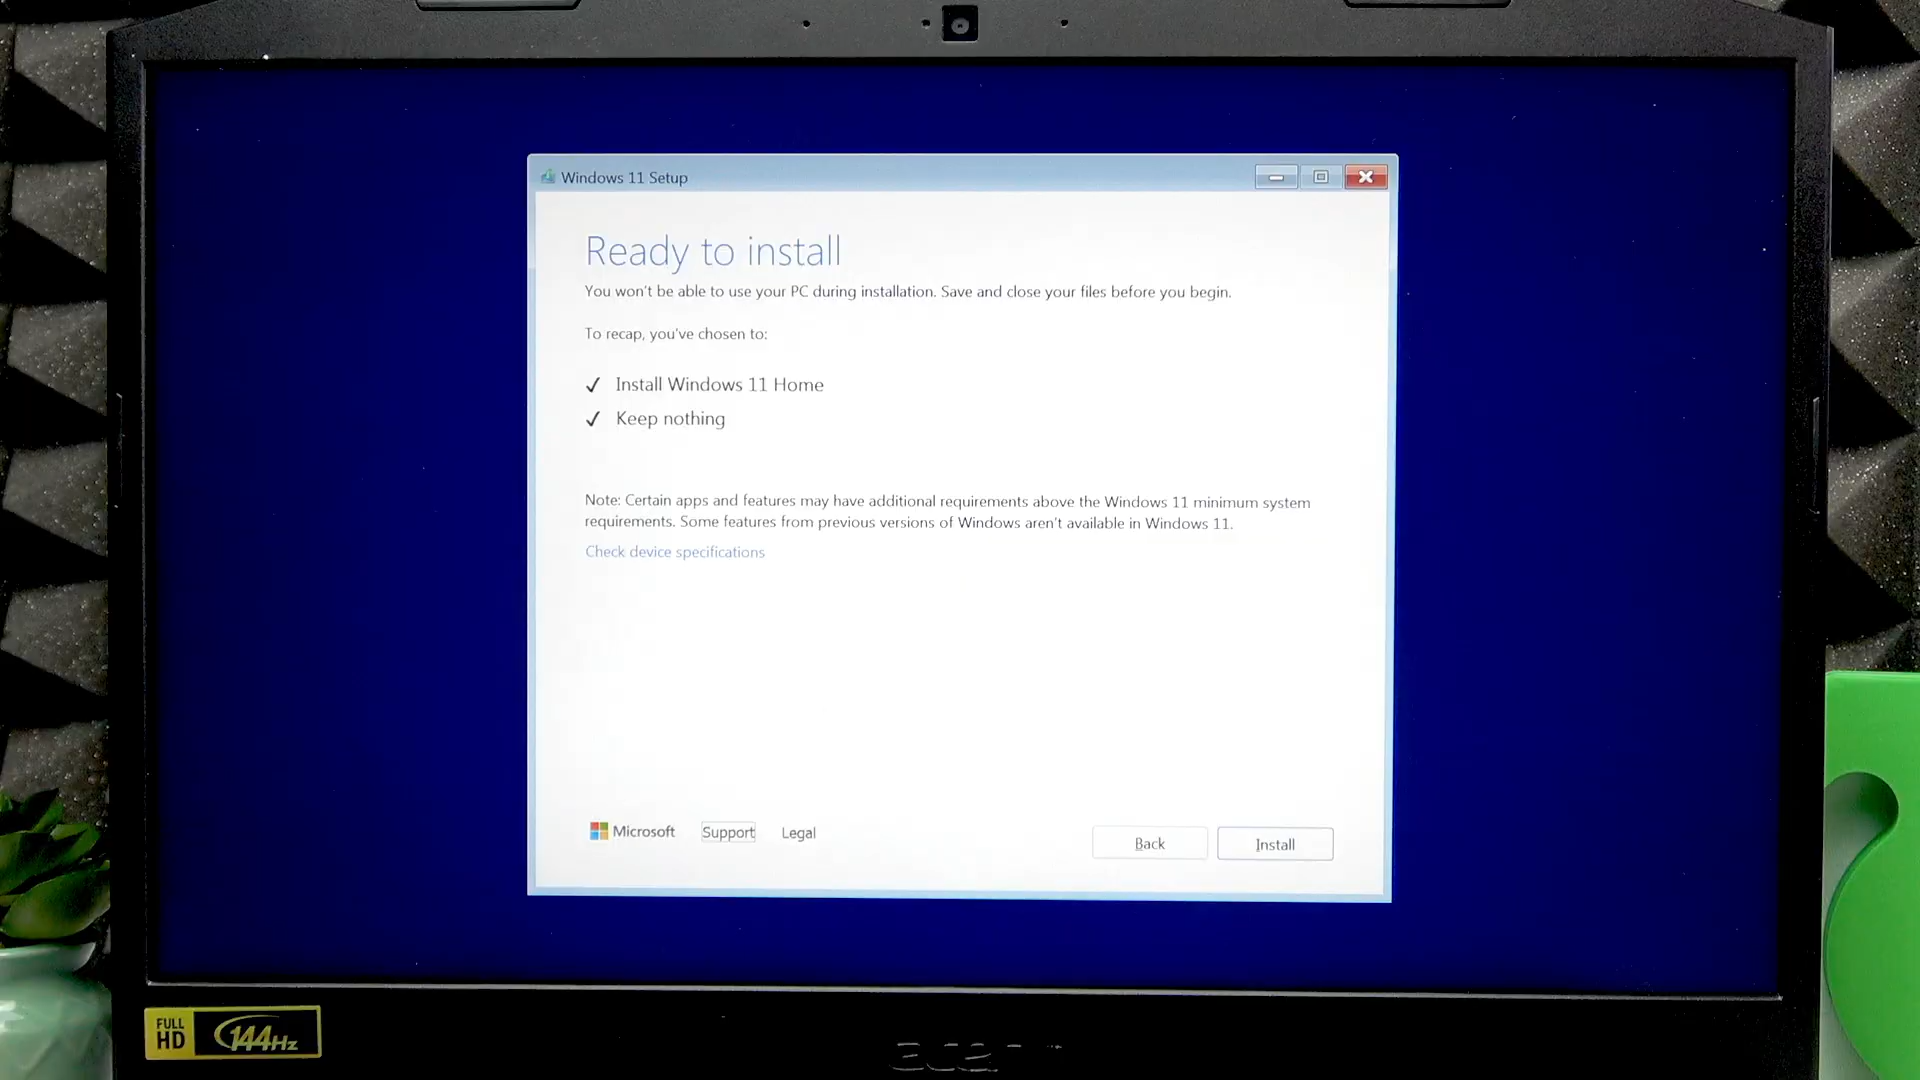 Windows 11 Setup
Ready to install
You won't be able to use your PC during installation. Save and close your files before you begin.
To recap, you've chosen to:
✓ Install Windows 11 Home
✓ Keep nothing
Note: Certain apps and features may have additional requirements above the Windows 11 minimum system
requirements. Some features from previous versions of Windows aren't available in Windows 11.
Check device specifications
Microsoft Support Legal
Back Install
FULL HD 144Hz
acer